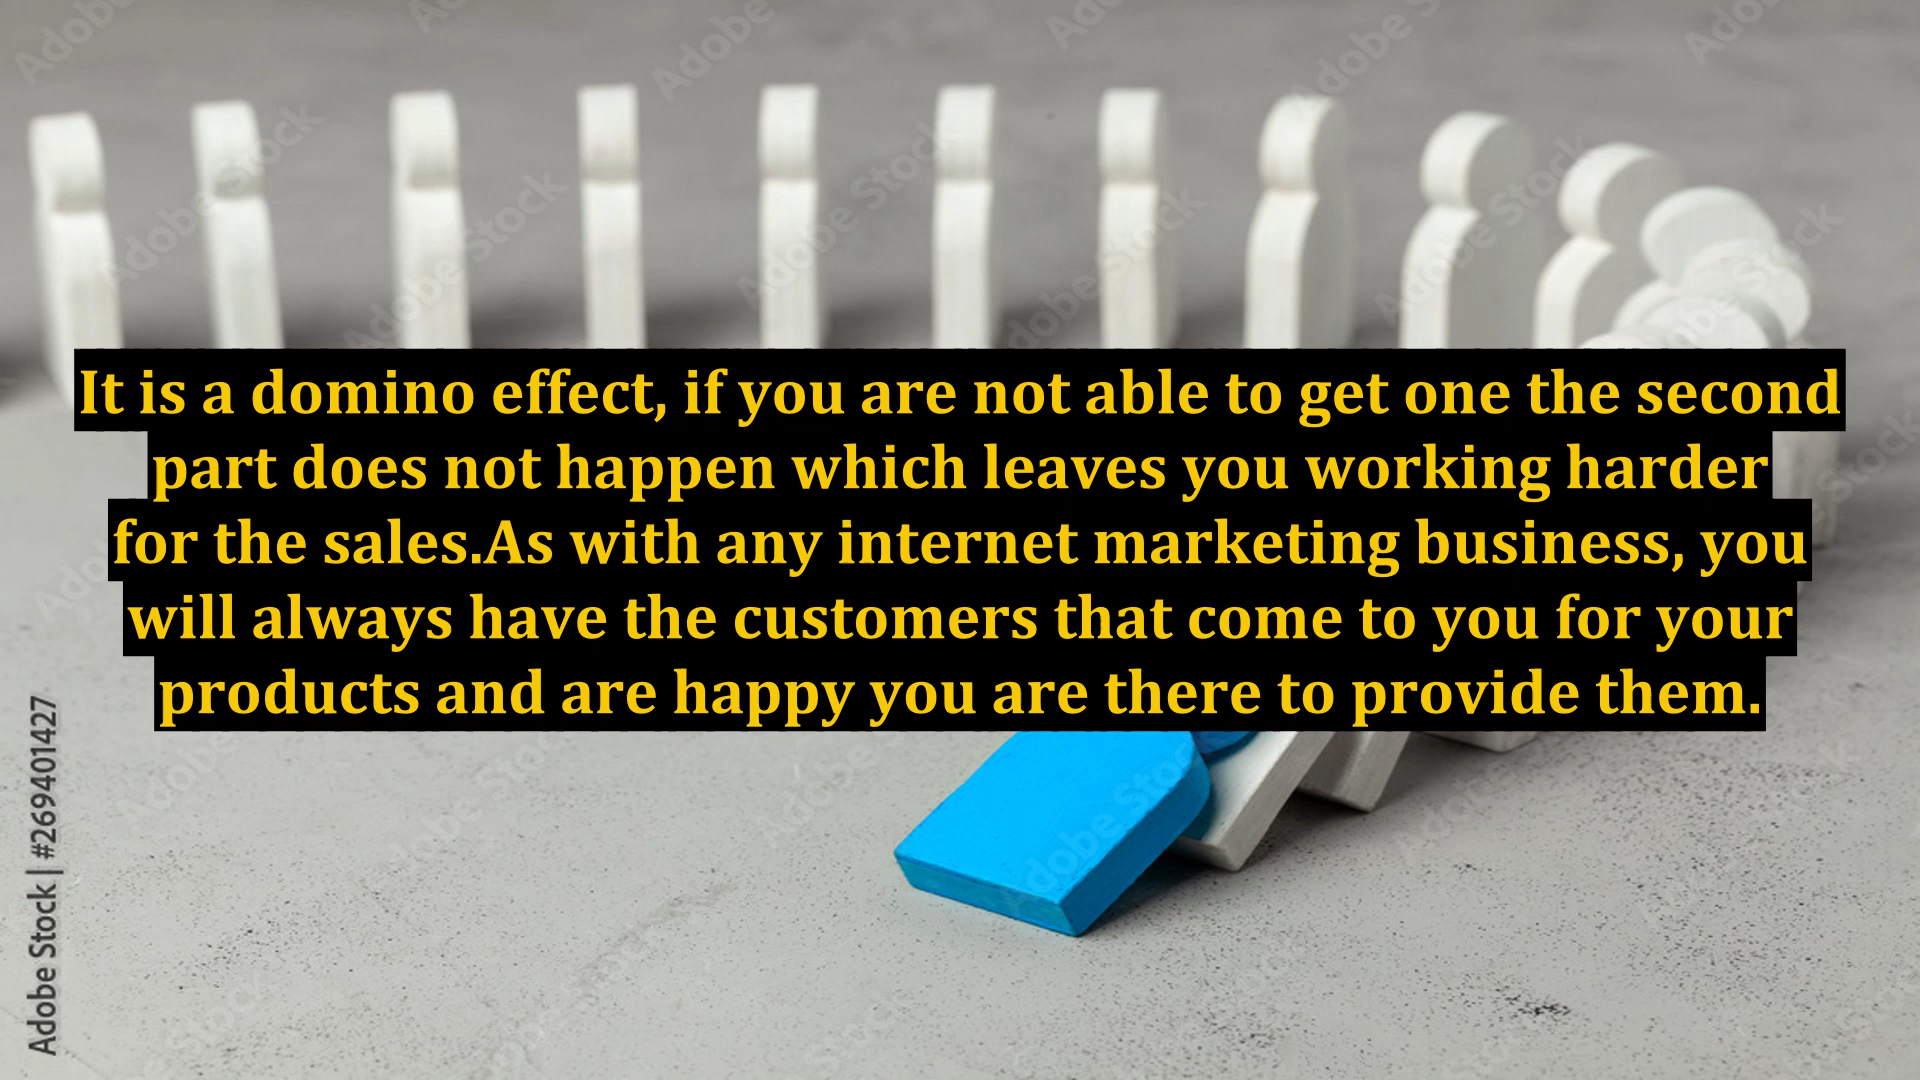 It is a domino effect, if you are not able to get one the second
part does not happen which leaves you working harder
for the sales.As with any internet marketing business, you
will always have the customers that come to you for your
products and are happy you are there to provide them.
Adobe Stock | #269401427